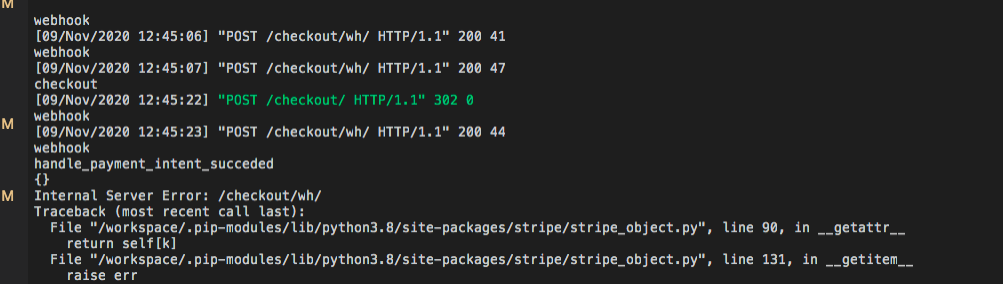 M
webhook
[09/Nov/2020 12:45:06] "POST /checkout/wh/ HTTP/1.1" 200 41
webhook
[09/Nov/2020 12:45:07] "POST /checkout/wh/ HTTP/1.1" 200 47
checkout
[09/Nov/2020 12:45:22] "POST /checkout/ HTTP/1.1" 302 0
webhook
M
[09/Nov/2020 12:45:23] "POST /checkout/wh/ HTTP/1.1" 200 44
webhook
handle_payment_intent_succeded
{}
M
Internal Server Error: /checkout/wh/
Traceback (most recent call last):
  File "/workspace/.pip-modules/lib/python3.8/site-packages/stripe/stripe_object.py", line 90, in __getattr__
    return self[k]
  File "/workspace/.pip-modules/lib/python3.8/site-packages/stripe/stripe_object.py", line 131, in __getitem__
    raise err